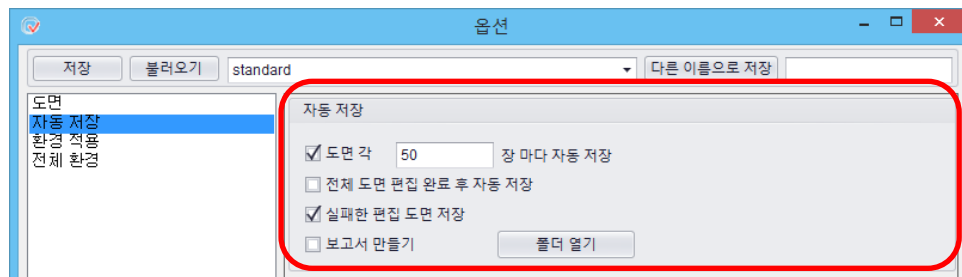 옵션
저장 불러오기 standard 다른 이름으로 저장
도면
자동 저장
환경 적용
전체 환경
자동 저장
도면 각 50 장 마다 자동 저장
전체 도면 편집 완료 후 자동 저장
실패한 편집 도면 저장
보고서 만들기 쫄더 열기